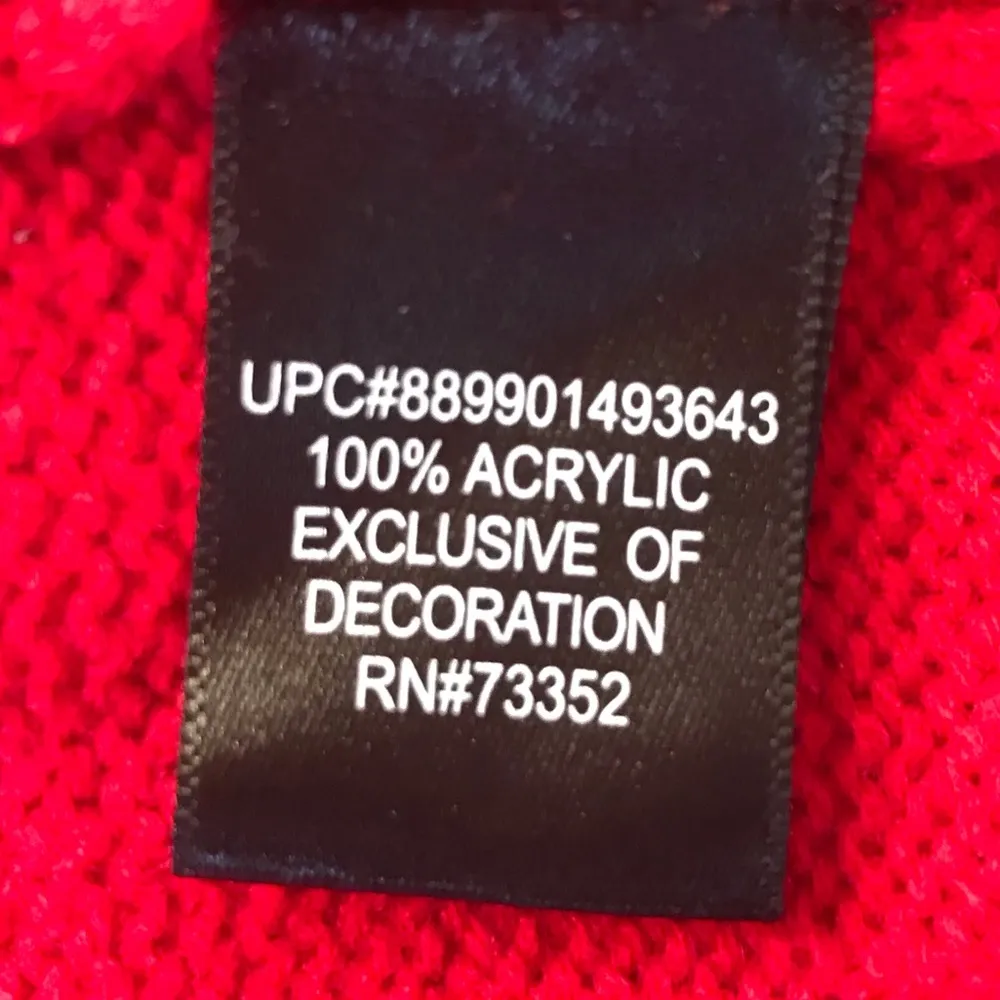 UPC#889901493643
100% ACRYLIC
EXCLUSIVE OF
DECORATION
RN#73352